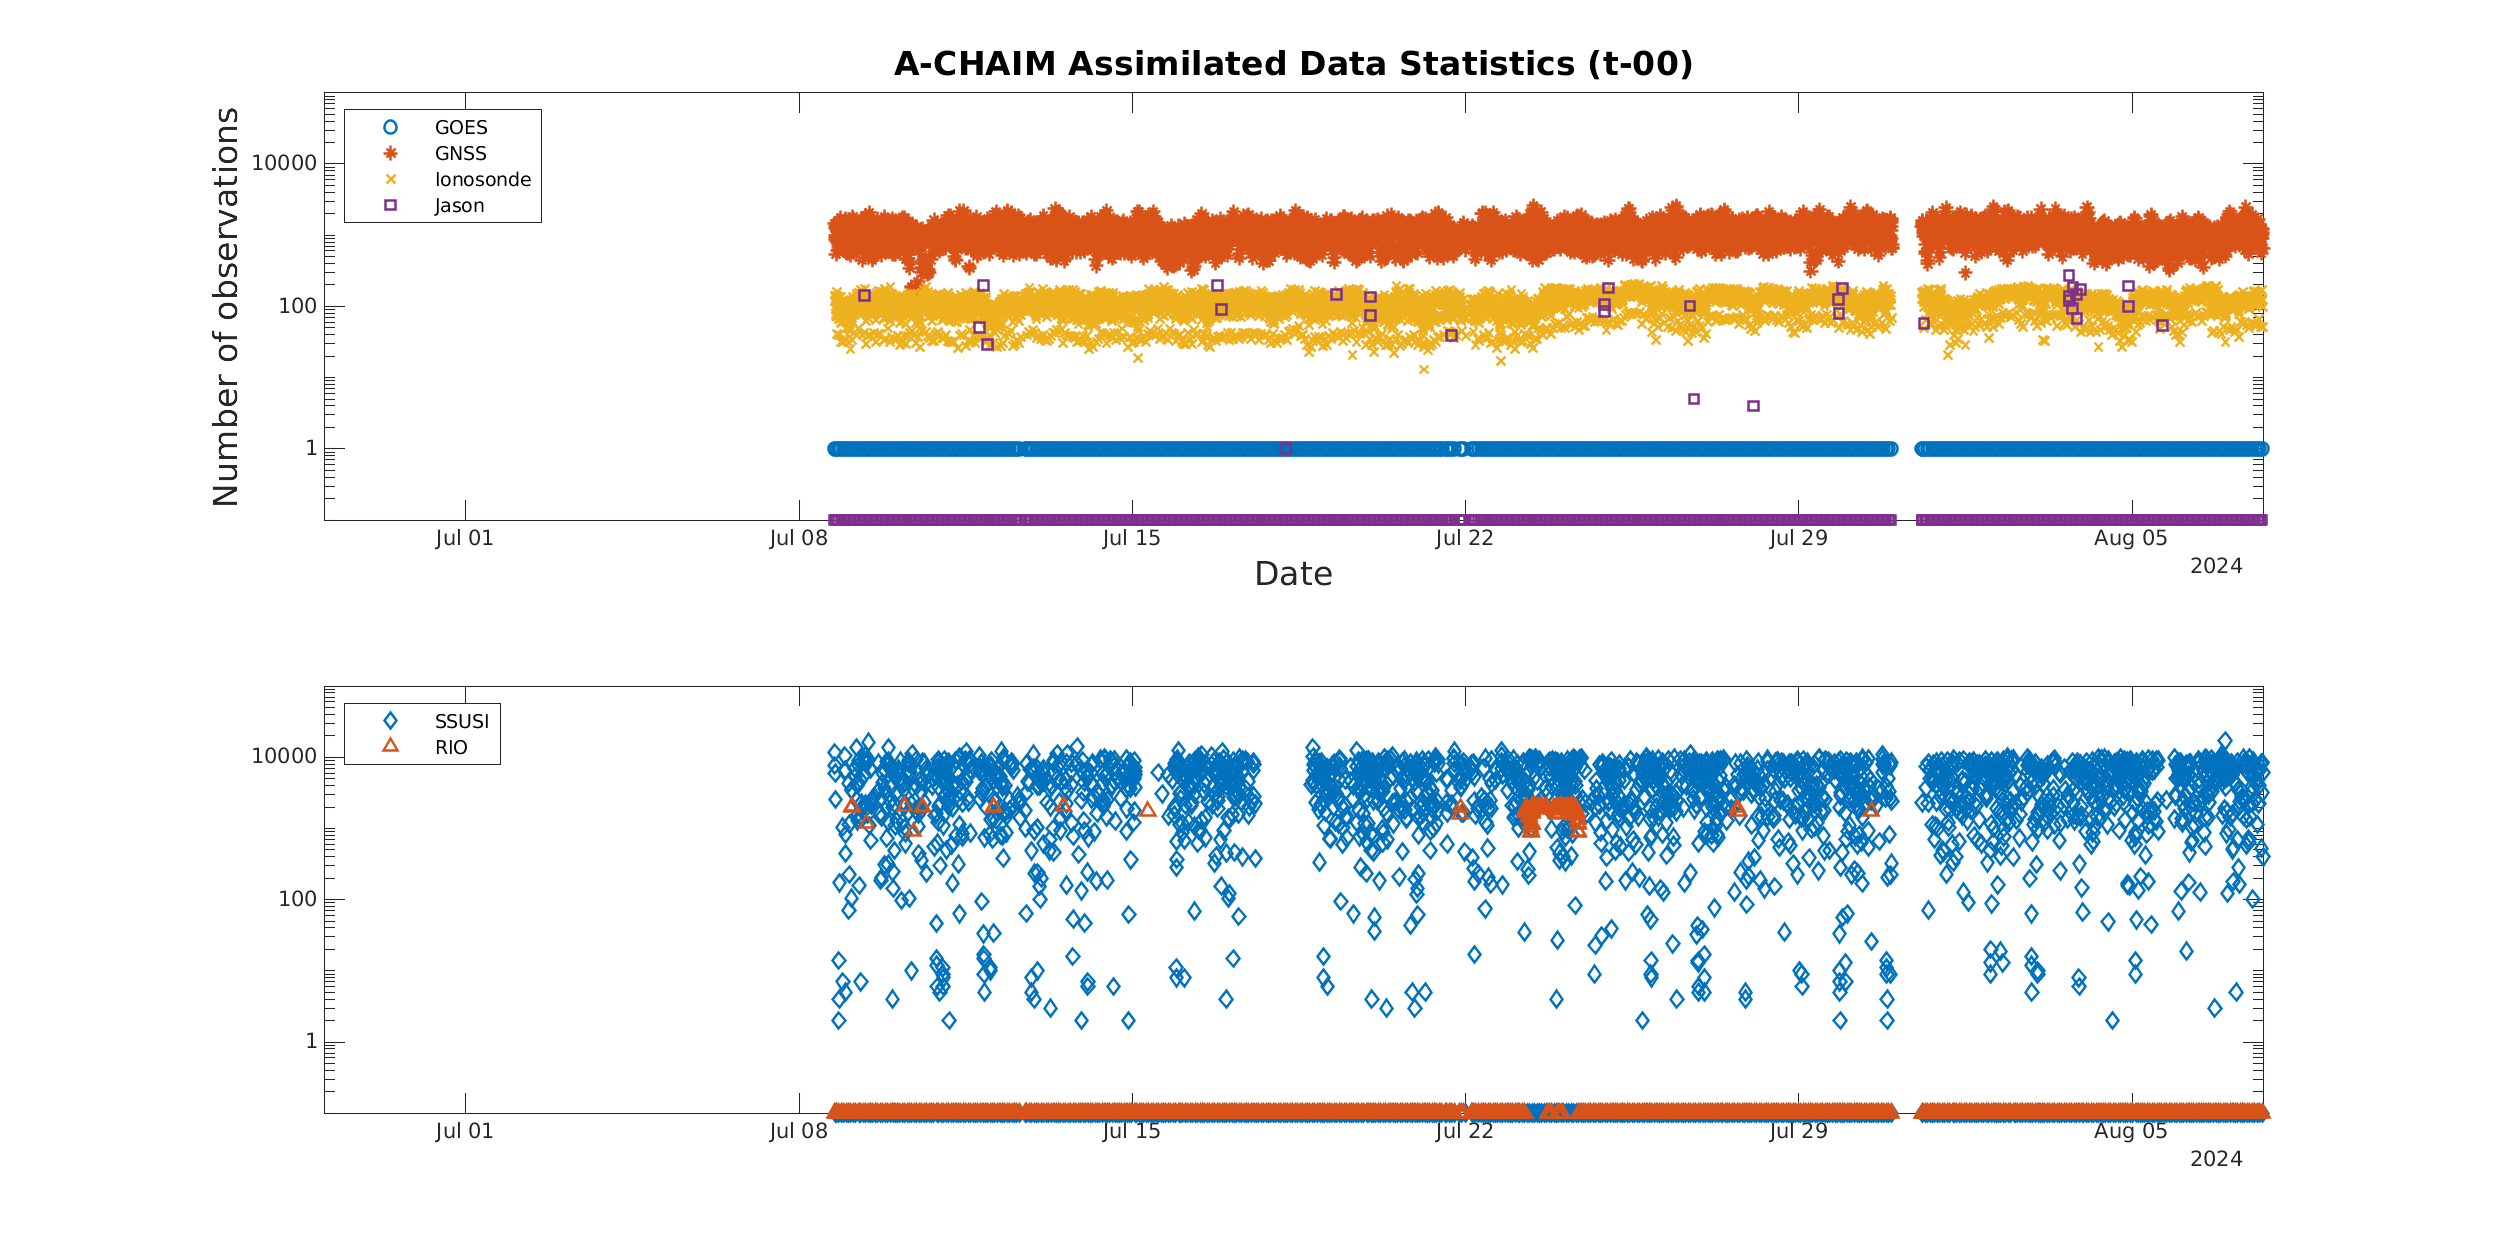 A-CHAIM Assimilated Data Statistics (t-00)
Number of observations
10000
100
1
GOES
GNSS
Ionosonde
Jason
Jul 01
Jul 08
Jul 15
Jul 22
Jul 29
Aug 05
2024
Date
10000
100
1
SSUSI
RIO
Jul 01
Jul 08
Jul 15
Jul 22
Jul 29
Aug 05
2024